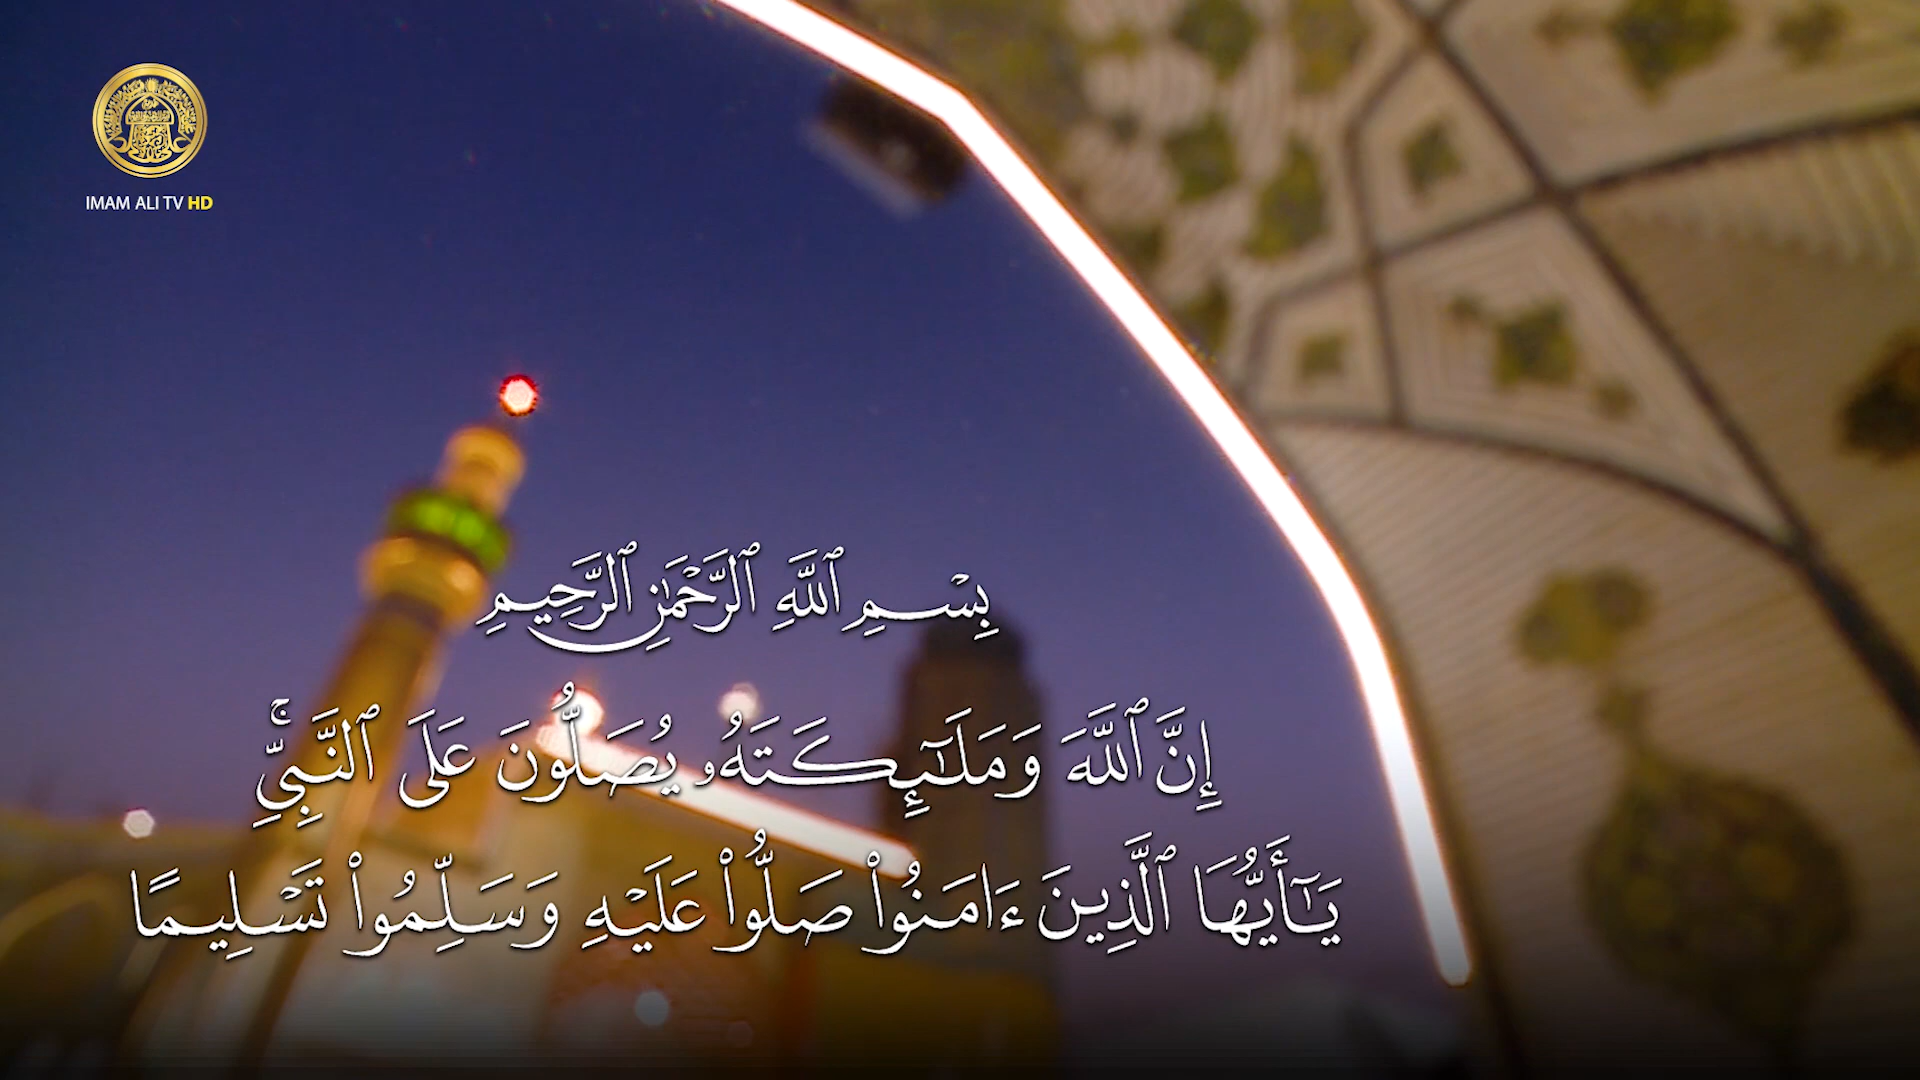 IMAM ALI TV HD
بِسْمِ ٱللَّهِ ٱلرَّحْمَٰنِ ٱلرَّحِيمِ
إِنَّ ٱللَّهَ وَمَلَٰٓئِكَتَهُۥ يُصَلُّونَ عَلَى ٱلنَّبِيِّۚ
يَٰٓأَيُّهَا ٱلَّذِينَ ءَامَنُوا۟ صَلُّوا۟ عَلَيْهِ وَسَلِّمُوا۟ تَسْلِيمًا